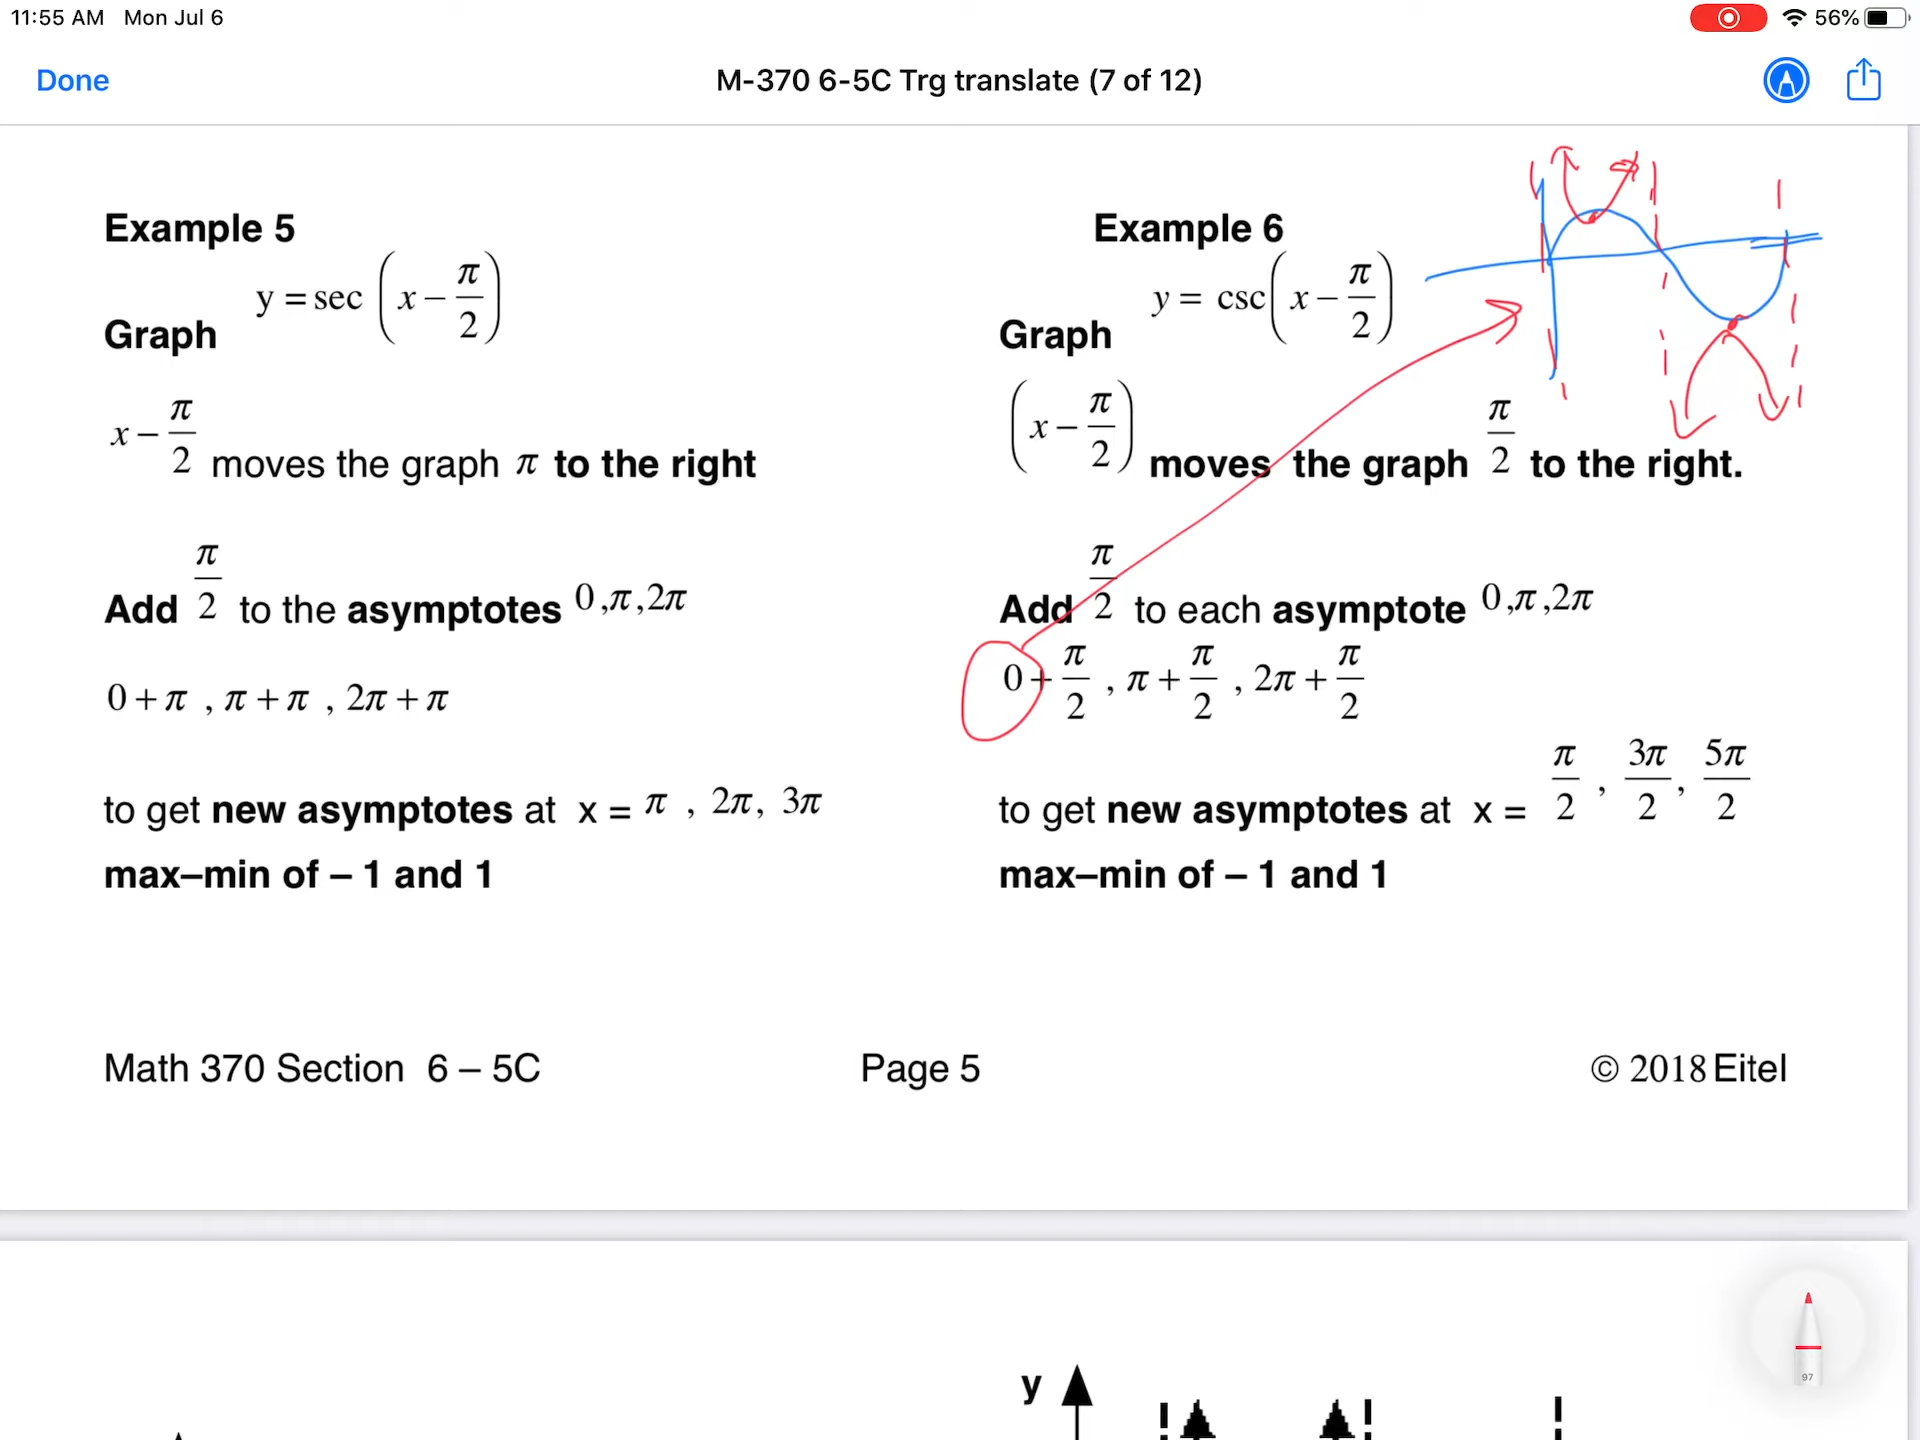 11:55 AM Mon Jul 6
56%
Done
M-370 6-5C Trg translate (7 of 12)
Example 5
Graph y = sec (x − π/2)
x − π/2 moves the graph π to the right
Add π/2 to the asymptotes 0,π,2π
0 + π , π + π , 2π + π
to get new asymptotes at x = π , 2π, 3π
max–min of – 1 and 1
Example 6
Graph y = csc(x − π/2)
(x − π/2) moves the graph π/2 to the right.
Add π/2 to each asymptote 0,π,2π
0 + π/2 , π + π/2 , 2π + π/2
to get new asymptotes at x = π/2 , 3π/2 , 5π/2
max–min of – 1 and 1
Math 370 Section 6 – 5C Page 5 © 2018 Eitel
y
97